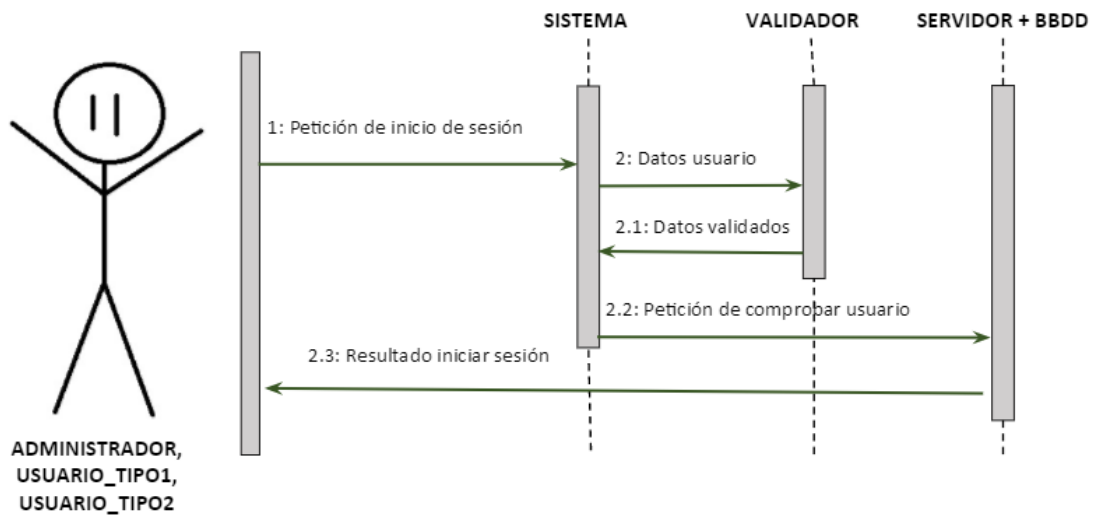 SISTEMA
VALIDADOR
SERVIDOR + BBDD
1: Petición de inicio de sesión
2: Datos usuario
2.1: Datos validados
2.2: Petición de comprobar usuario
2.3: Resultado iniciar sesión
ADMINISTRADOR,
USUARIO_TIPO1,
USUARIO_TIPO2